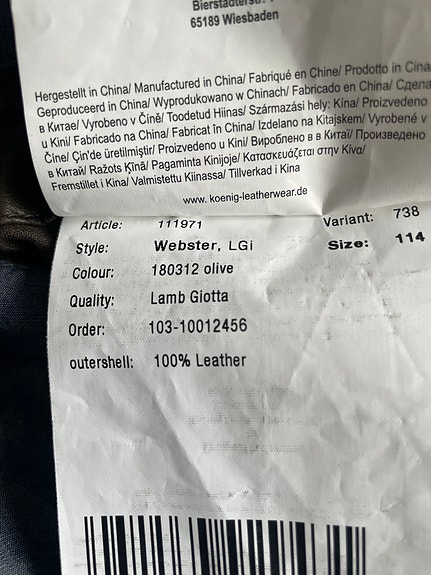 65189 Wiesbaden
Hergestellt in China/ Manufactured in China/ Fabriqué en Chine/ Prodotto in Cina
Geproduceerd in China/ Wyprodukowano w Chinach/ Fabricado en China/ Сдела
в Китае/ Vyrobeno v Číně/ Toodetud Hiinas/ Származási hely: Kína/ Proizvedeno
u Kini/ Fabricado na China/ Fabricat în China/ Izdelano na Kitajskem/ Vyrobené v
Číne/ Çin'de üretilmiştir/ Proizvedeno u Kini/ Вироблено в в Китаї/ Произведено
в Китай/ Ražots Ķīnā/ Pagaminta Kinijoje/ Κατασκευάζεται στην Κίνα/
Fremstillet i Kina/ Valmistettu Kiinassa/ Tillverkad i Kina
www.koenig-leatherwear.de
Article: 111971 Variant: 738
Style: Webster, LGi Size: 114
Colour: 180312 olive
Quality: Lamb Giotta
Order: 103-10012456
outershell: 100% Leather